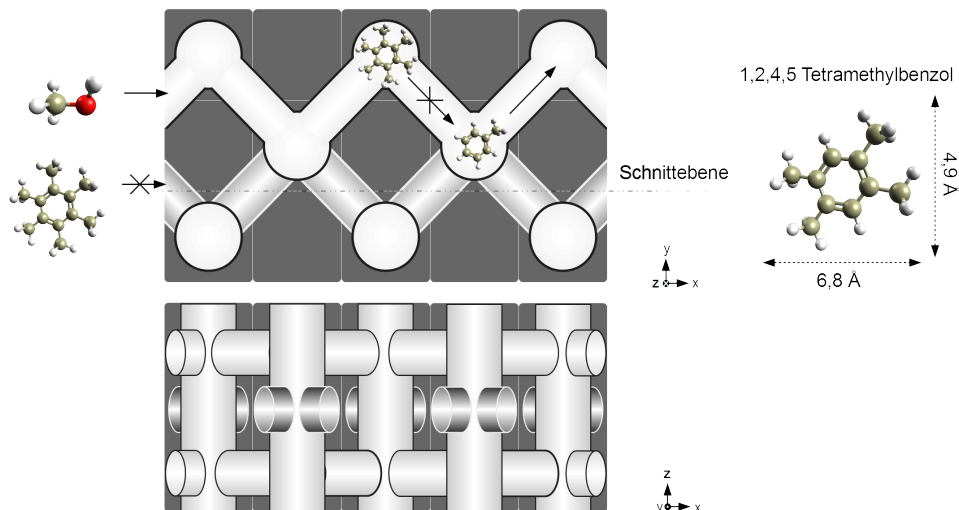 1,2,4,5 Tetramethylbenzol
4,9 Å
Schnittebene
6,8 Å
y
z x
z
y x